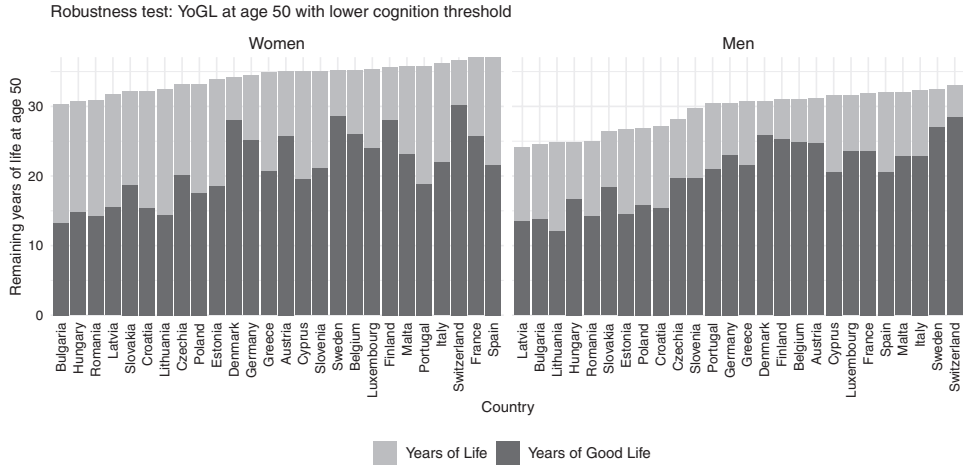 Robustness test: YoGL at age 50 with lower cognition threshold
Women
Men
Remaining years of life at age 50
30
20
10
0
Bulgaria
Hungary
Romania
Latvia
Slovakia
Croatia
Lithuania
Czechia
Poland
Estonia
Denmark
Germany
Greece
Austria
Cyprus
Slovenia
Sweden
Belgium
Luxembourg
Finland
Malta
Portugal
Italy
Switzerland
France
Spain
Latvia
Bulgaria
Lithuania
Hungary
Romania
Slovakia
Estonia
Poland
Croatia
Czechia
Slovenia
Portugal
Germany
Greece
Denmark
Finland
Belgium
Austria
Cyprus
Luxembourg
France
Spain
Malta
Italy
Sweden
Switzerland
Country
Years of Life
Years of Good Life